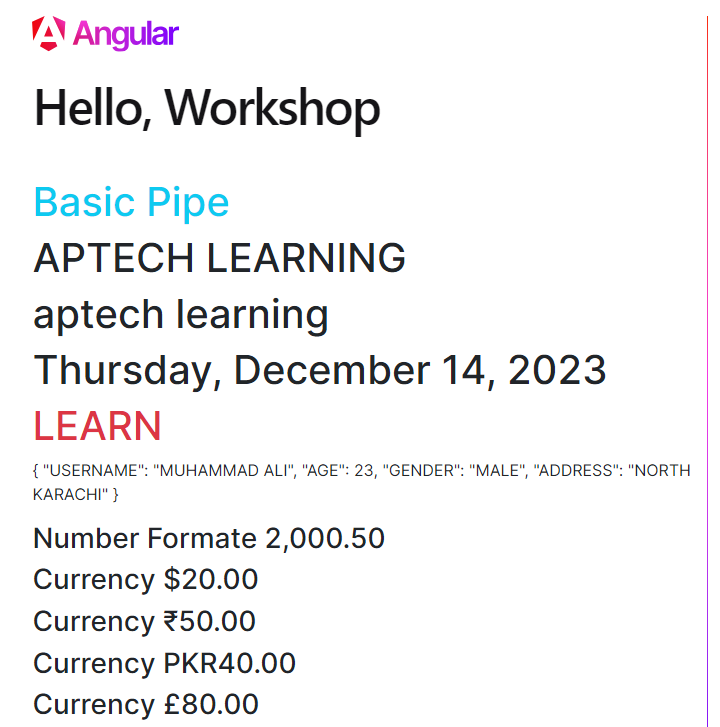 Angular
Hello, Workshop
Basic Pipe
APTECH LEARNING
aptech learning
Thursday, December 14, 2023
LEARN
{ "USERNAME": "MUHAMMAD ALI", "AGE": 23, "GENDER": "MALE", "ADDRESS": "NORTH
KARACHI" }
Number Formate 2,000.50
Currency $20.00
Currency ₹50.00
Currency PKR40.00
Currency £80.00